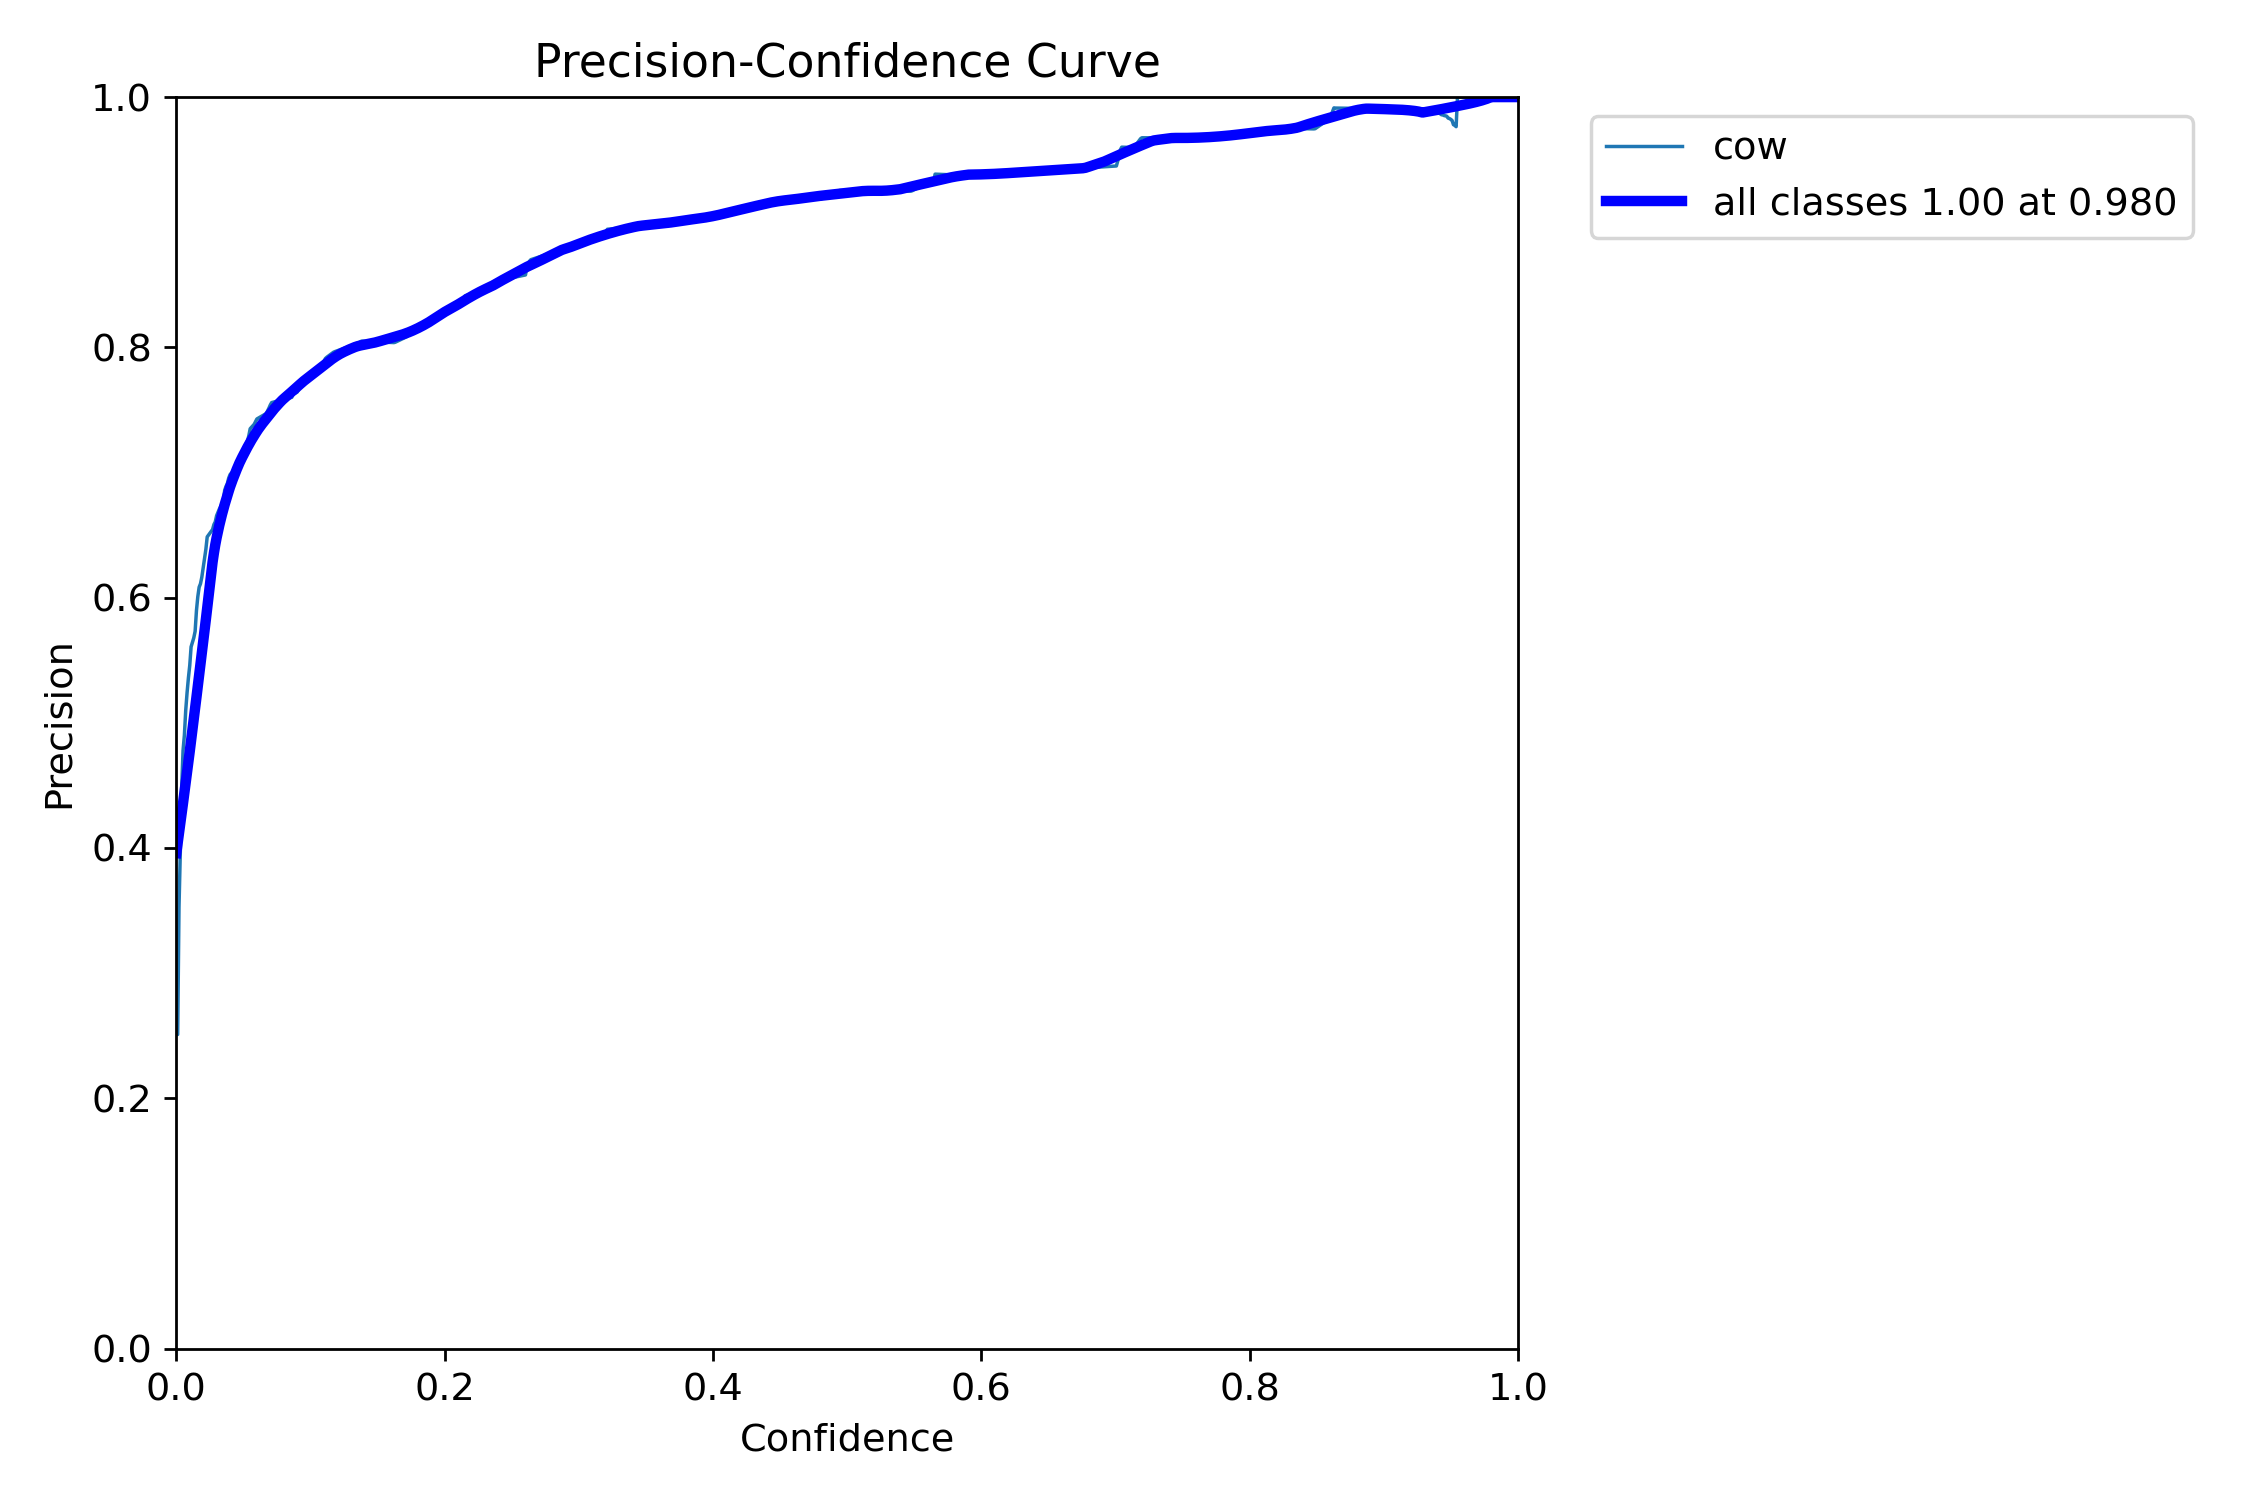 Precision-Confidence Curve
1.0
0.8
0.6
0.4
0.2
0.0
Precision
0.0 0.2 0.4 0.6 0.8 1.0
Confidence
cow
all classes 1.00 at 0.980